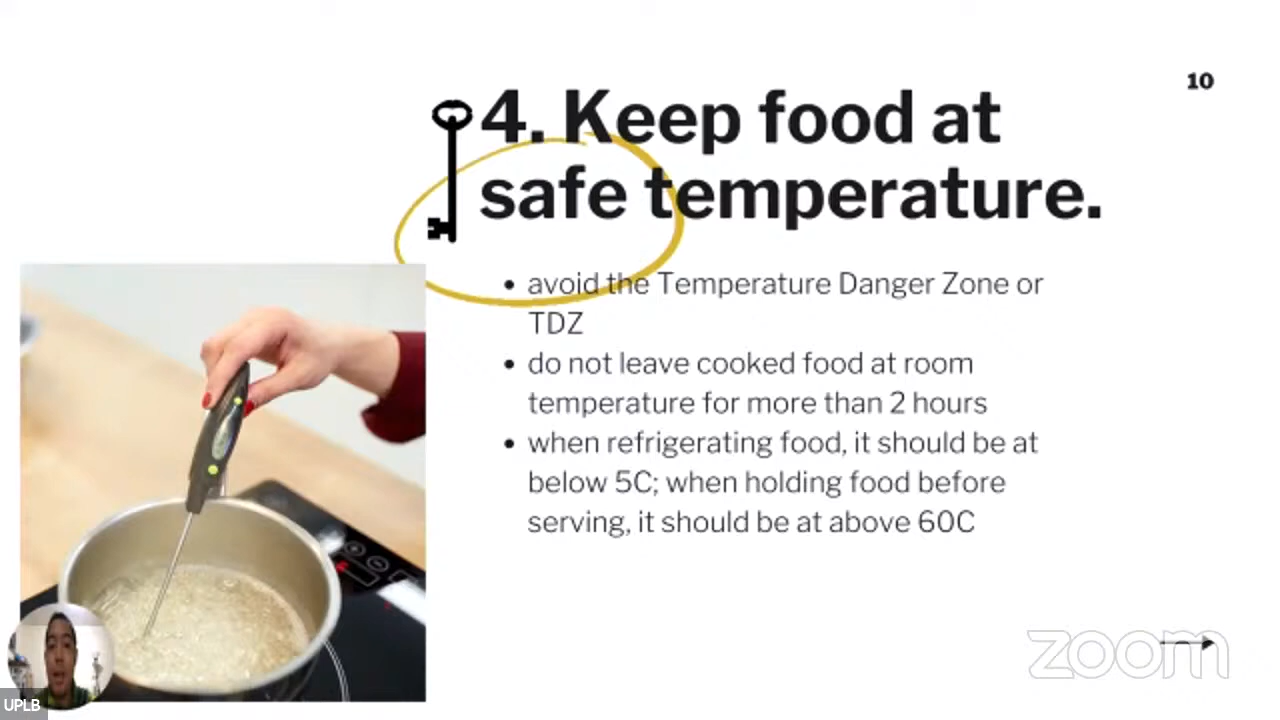 10
4. Keep food at
safe temperature.
• avoid the Temperature Danger Zone or
TDZ
• do not leave cooked food at room
temperature for more than 2 hours
• when refrigerating food, it should be at
below 5C; when holding food before
serving, it should be at above 60C
zoom
UPLB